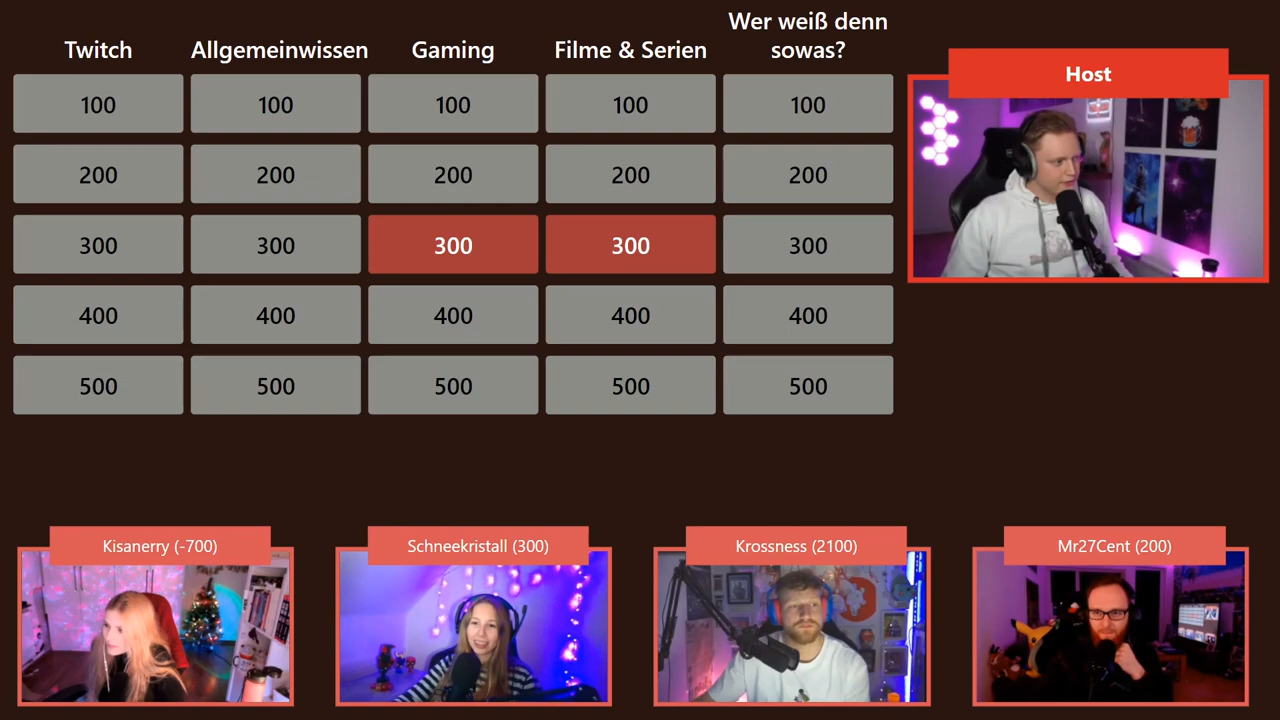 Wer weiß denn
Twitch Allgemeinwissen Gaming Filme & Serien sowas?
Host
100 100 100 100 100
200 200 200 200 200
300 300 300 300 300
400 400 400 400 400
500 500 500 500 500
Kisanerry (-700) Schneekristall (300) Krossness (2100) Mr27Cent (200)